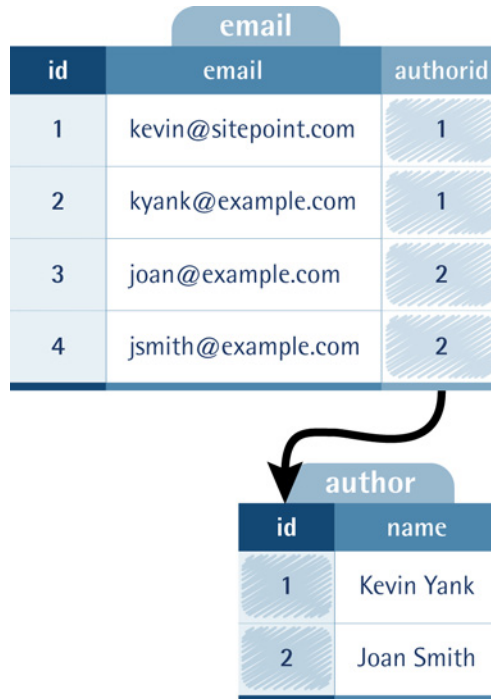 email
id email authorid
1 kevin@sitepoint.com 1
2 kyank@example.com 1
3 joan@example.com 2
4 jsmith@example.com 2
author
id name
1 Kevin Yank
2 Joan Smith